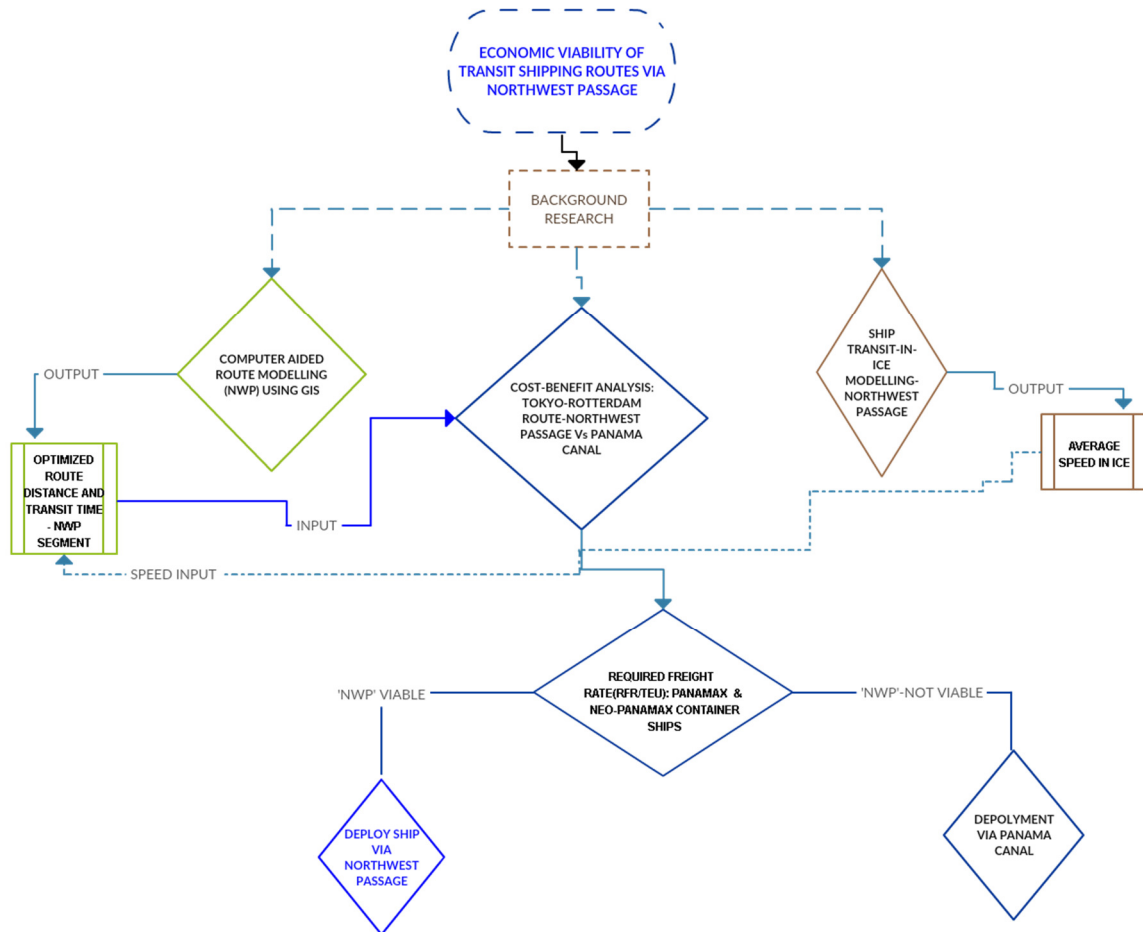 ECONOMIC VIABILITY OF
TRANSIT SHIPPING ROUTES VIA
NORTHWEST PASSAGE
BACKGROUND
RESEARCH
COMPUTER AIDED
ROUTE MODELLING
(NWP) USING GIS
COST-BENEFIT ANALYSIS:
TOKYO-ROTTERDAM
ROUTE-NORTHWEST
PASSAGE Vs PANAMA
CANAL
SHIP
TRANSIT-IN-
ICE
MODELLING-
NORTHWEST
PASSAGE
OUTPUT
OUTPUT
OPTIMIZED
ROUTE
DISTANCE AND
TRANSIT TIME
- NWP
SEGMENT
AVERAGE
SPEED IN ICE
INPUT
SPEED INPUT
REQUIRED FREIGHT
RATE(RFR/TEU): PANAMAX &
NEO-PANAMAX CONTAINER
SHIPS
'NWP' VIABLE
'NWP'-NOT VIABLE
DEPLOY SHIP
VIA
NORTHWEST
PASSAGE
DEPOLYMENT
VIA PANAMA
CANAL